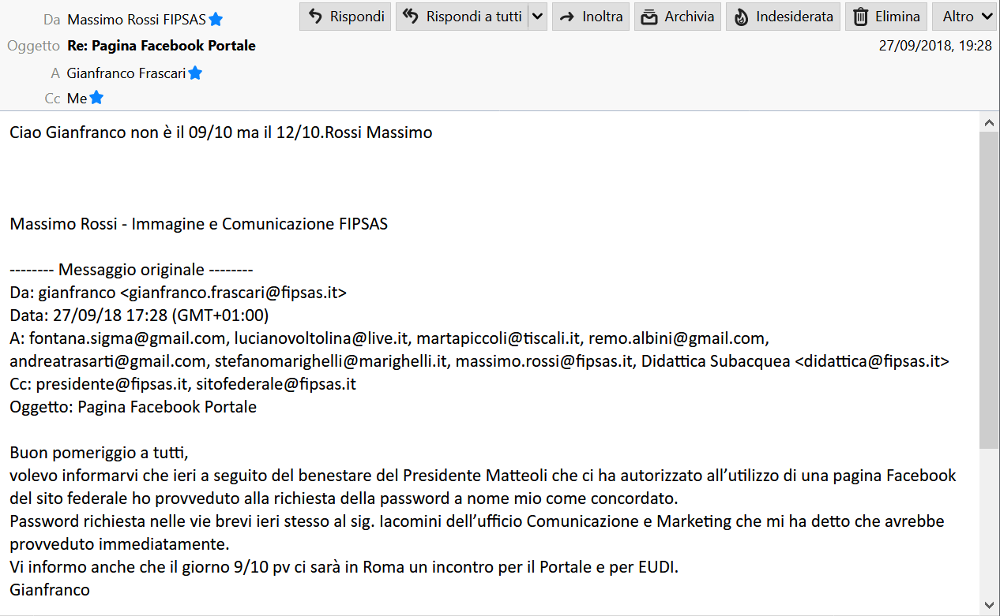 Da Massimo Rossi FIPSAS
Rispondi Rispondi a tutti Inoltra Archivia Indesiderata Elimina Altro
Oggetto Re: Pagina Facebook Portale 27/09/2018, 19:28
A Gianfranco Frascari
Cc Me
Ciao Gianfranco non è il 09/10 ma il 12/10.Rossi Massimo
Massimo Rossi - Immagine e Comunicazione FIPSAS
-------- Messaggio originale --------
Da: gianfranco <gianfranco.frascari@fipsas.it>
Data: 27/09/18 17:28 (GMT+01:00)
A: fontana.sigma@gmail.com, lucianovoltolina@live.it, martapiccoli@tiscali.it, remo.albini@gmail.com,
andreatrasarti@gmail.com, stefanomarighelli@marighelli.it, massimo.rossi@fipsas.it, Didattica Subacquea <didattica@fipsas.it>
Cc: presidente@fipsas.it, sitofederale@fipsas.it
Oggetto: Pagina Facebook Portale
Buon pomeriggio a tutti,
volevo informarvi che ieri a seguito del benestare del Presidente Matteoli che ci ha autorizzato all’utilizzo di una pagina Facebook
del sito federale ho provveduto alla richiesta della password a nome mio come concordato.
Password richiesta nelle vie brevi ieri stesso al sig. Iacomini dell’ufficio Comunicazione e Marketing che mi ha detto che avrebbe
provveduto immediatamente.
Vi informo anche che il giorno 9/10 pv ci sarà in Roma un incontro per il Portale e per EUDI.
Gianfranco